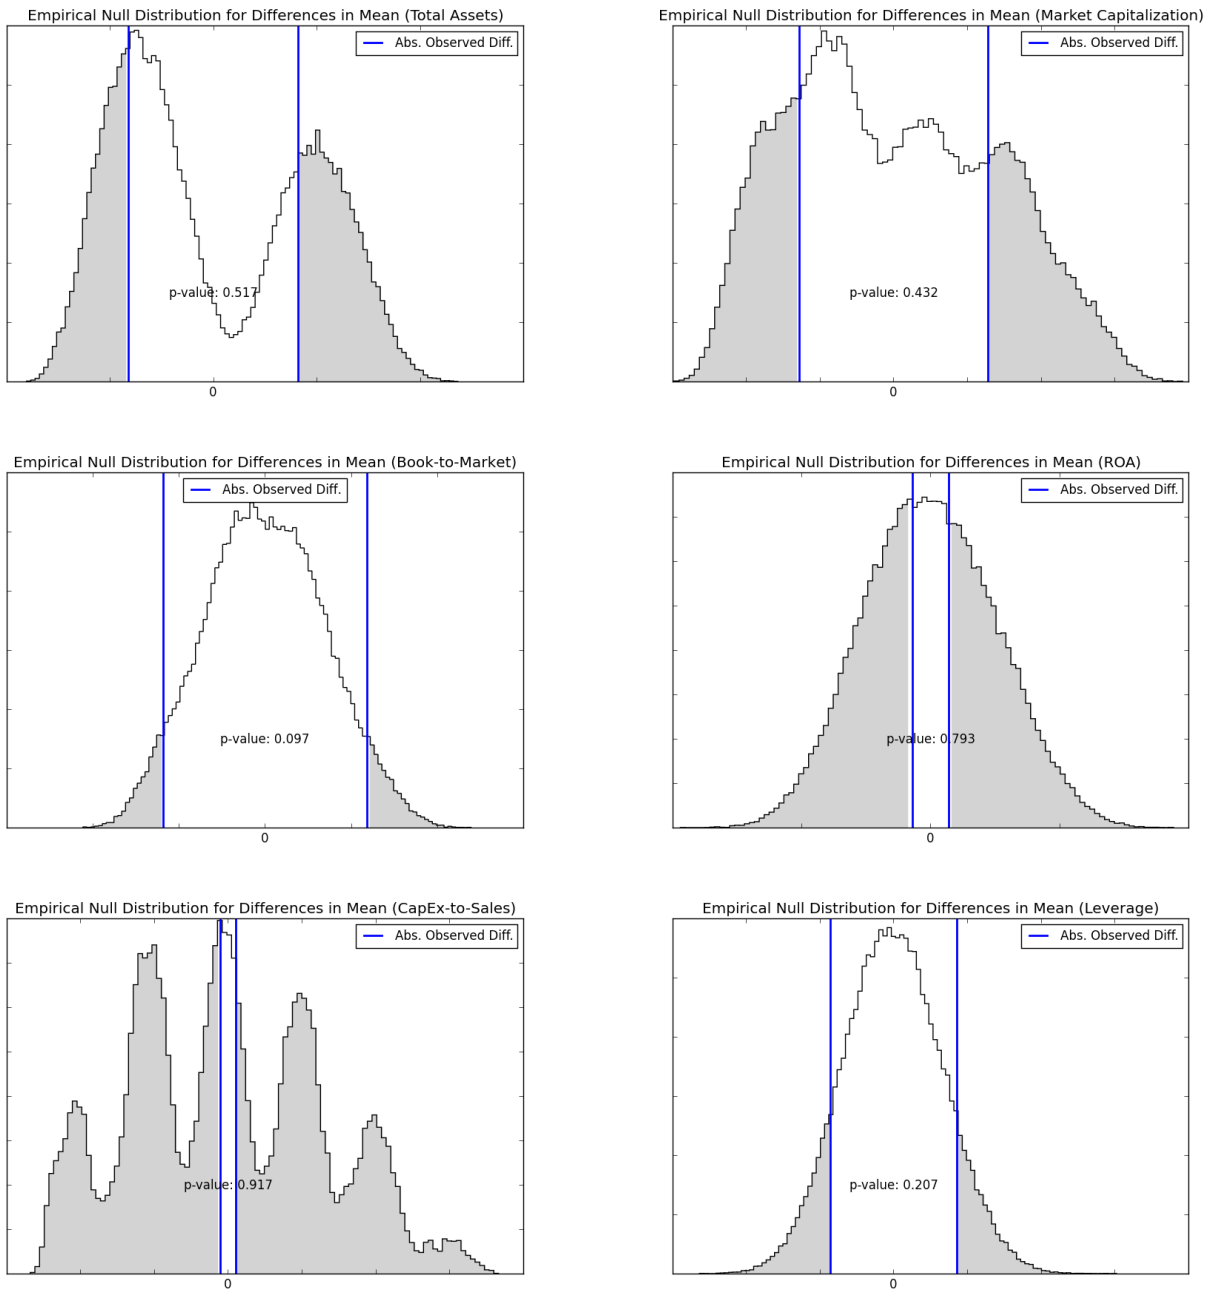 Empirical Null Distribution for Differences in Mean (Total Assets)
Abs. Observed Diff.
p-value: 0.517
0
Empirical Null Distribution for Differences in Mean (Market Capitalization)
Abs. Observed Diff.
p-value: 0.432
0
Empirical Null Distribution for Differences in Mean (Book-to-Market)
Abs. Observed Diff.
p-value: 0.097
0
Empirical Null Distribution for Differences in Mean (ROA)
Abs. Observed Diff.
p-value: 0.793
0
Empirical Null Distribution for Differences in Mean (CapEx-to-Sales)
Abs. Observed Diff.
p-value: 0.917
0
Empirical Null Distribution for Differences in Mean (Leverage)
Abs. Observed Diff.
p-value: 0.207
0